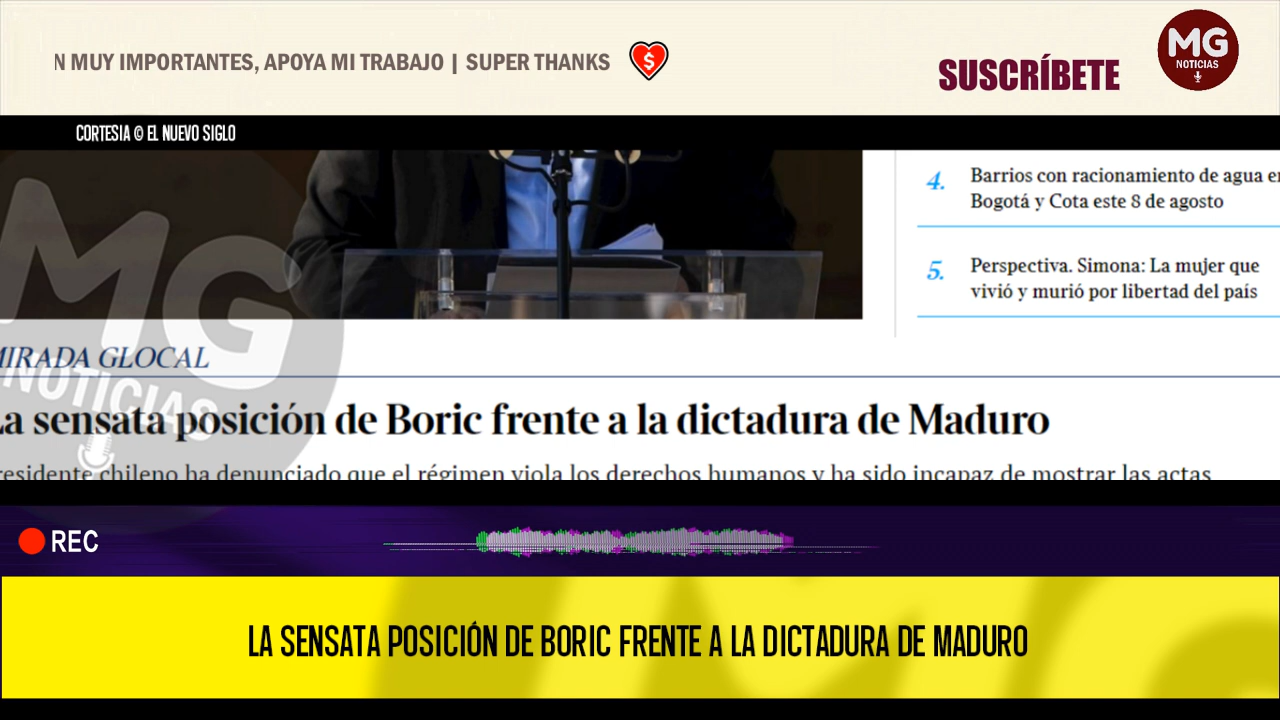 N MUY IMPORTANTES, APOYA MI TRABAJO | SUPER THANKS
SUSCRÍBETE
MG
NOTICIAS
CORTESIA © EL NUEVO SIGLO
4. Barrios con racionamiento de agua en
Bogotá y Cota este 8 de agosto
5. Perspectiva. Simona: La mujer que
vivió y murió por libertad del país
MG
NOTICIAS
MIRADA GLOCAL
La sensata posición de Boric frente a la dictadura de Maduro
residente chileno ha denunciado que el régimen viola los derechos humanos y ha sido incapaz de mostrar las actas
REC
LA SENSATA POSICIÓN DE BORIC FRENTE A LA DICTADURA DE MADURO